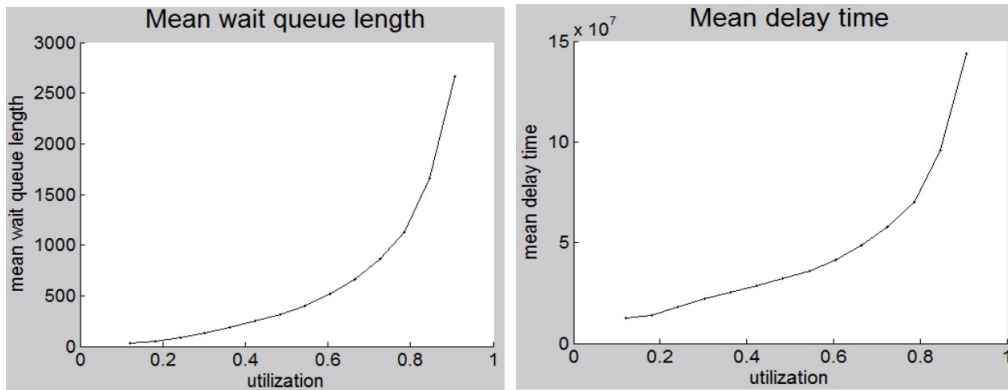 Mean wait queue length
3000
2500
2000
1500
1000
500
0
mean wait queue length
0 0.2 0.4 0.6 0.8 1
utilization
Mean delay time
x 10^7
15
10
5
0
mean delay time
0 0.2 0.4 0.6 0.8 1
utilization